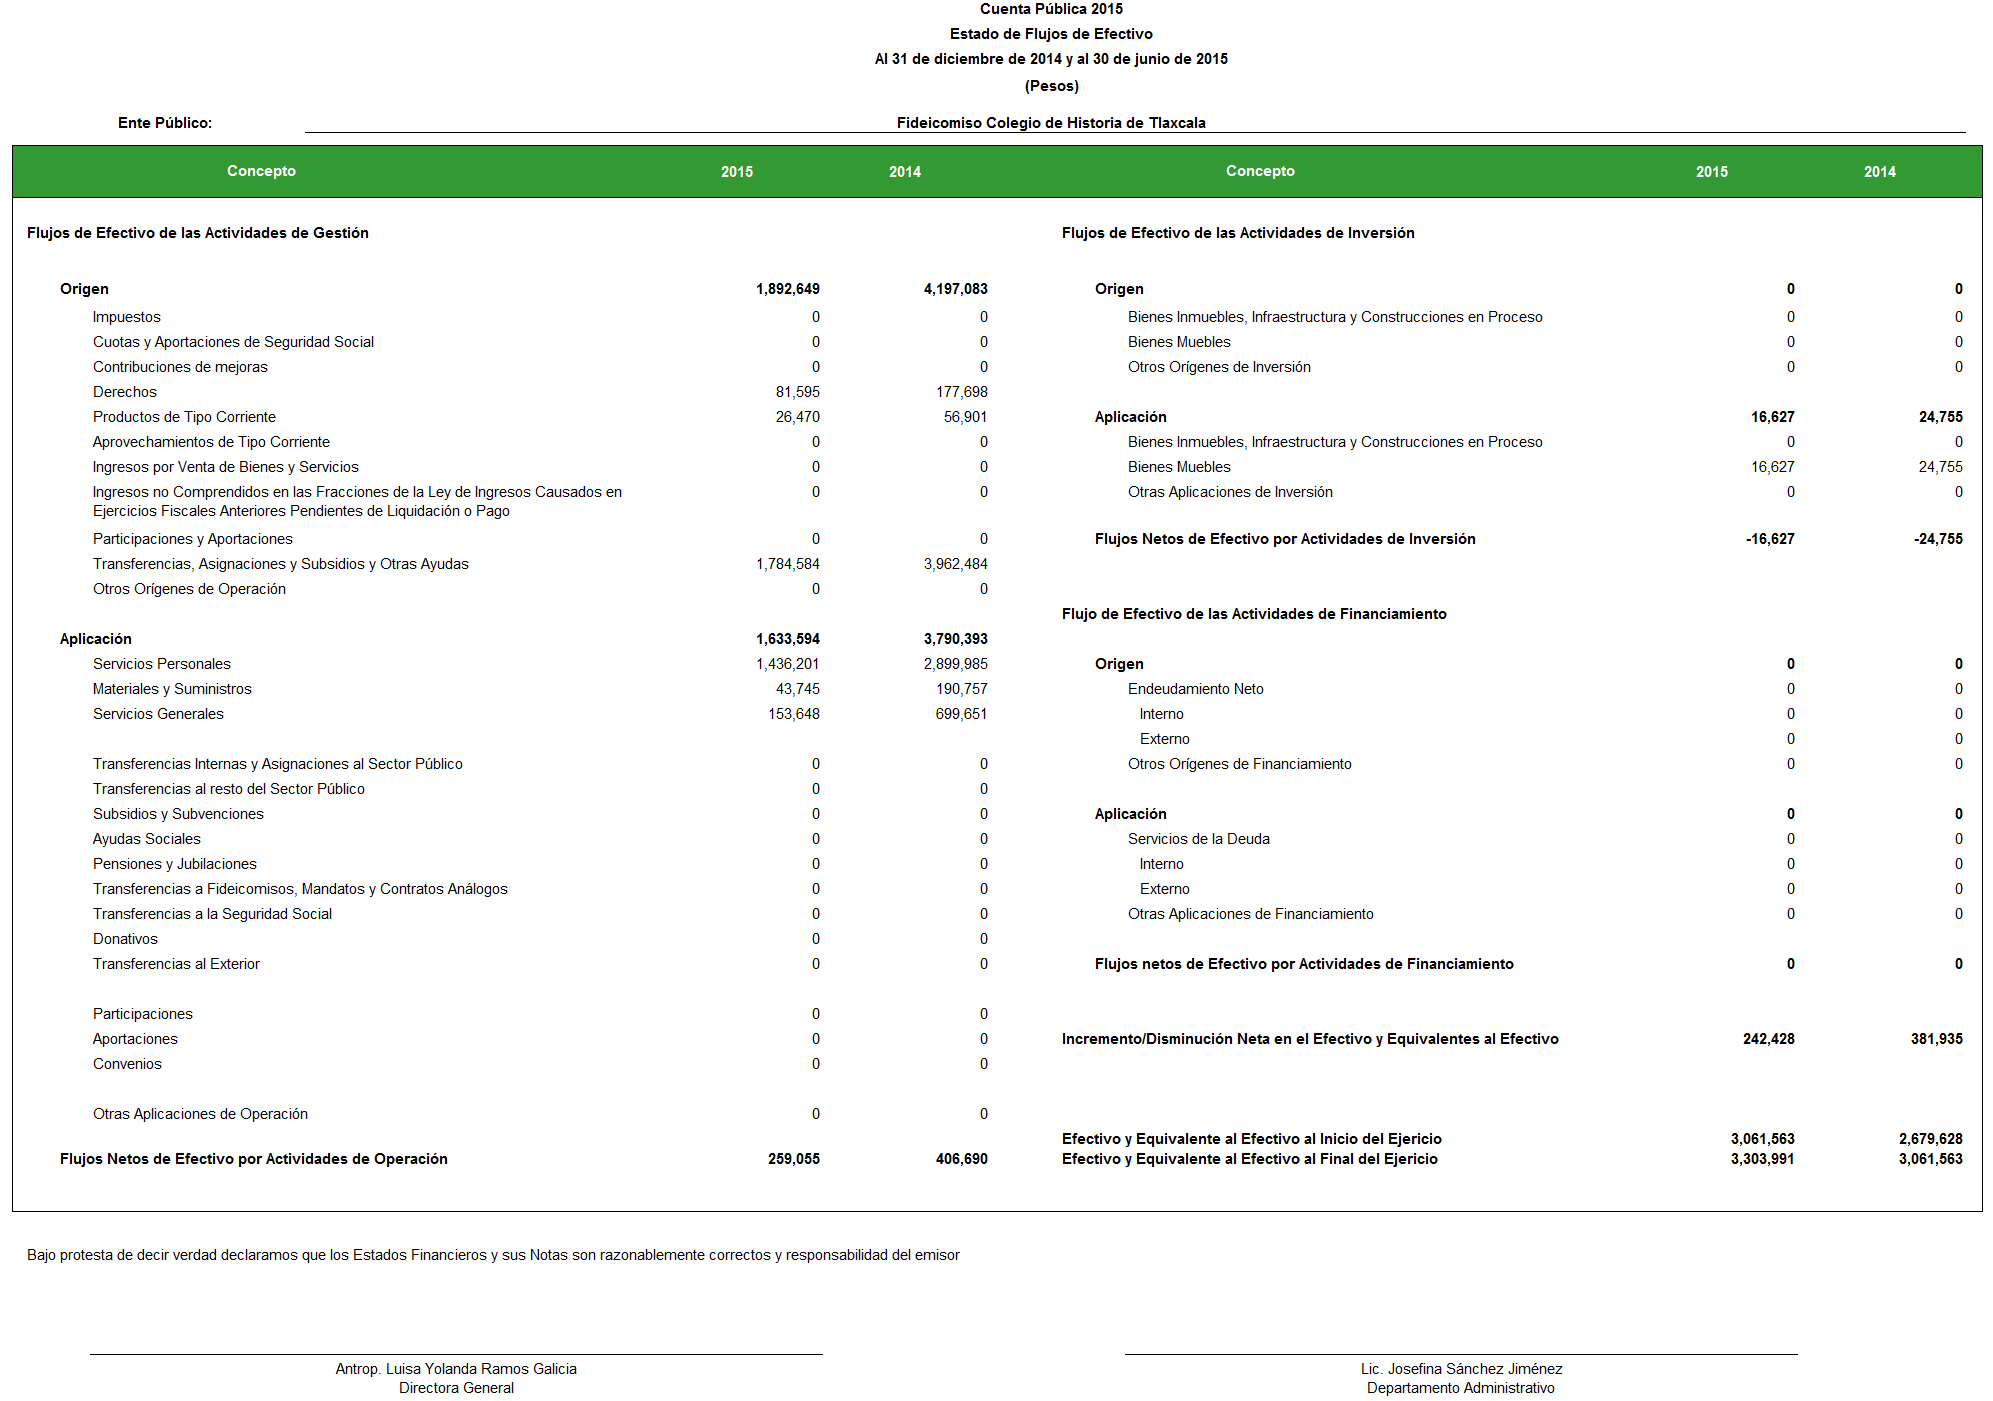 Cuenta Pública 2015
Estado de Flujos de Efectivo
Al 31 de diciembre de 2014 y al 30 de junio de 2015
(Pesos)
Ente Público: Fideicomiso Colegio de Historia de Tlaxcala
Concepto 2015 2014 Concepto 2015 2014
Flujos de Efectivo de las Actividades de Gestión
Origen 1,892,649 4,197,083
Impuestos 0 0
Cuotas y Aportaciones de Seguridad Social 0 0
Contribuciones de mejoras 0 0
Derechos 81,595 177,698
Productos de Tipo Corriente 26,470 56,901
Aprovechamientos de Tipo Corriente 0 0
Ingresos por Venta de Bienes y Servicios 0 0
Ingresos no Comprendidos en las Fracciones de la Ley de Ingresos Causados en 0 0
Ejercicios Fiscales Anteriores Pendientes de Liquidación o Pago
Participaciones y Aportaciones 0 0
Transferencias, Asignaciones y Subsidios y Otras Ayudas 1,784,584 3,962,484
Otros Orígenes de Operación 0 0
Aplicación 1,633,594 3,790,393
Servicios Personales 1,436,201 2,899,985
Materiales y Suministros 43,745 190,757
Servicios Generales 153,648 699,651
Transferencias Internas y Asignaciones al Sector Público 0 0
Transferencias al resto del Sector Público 0 0
Subsidios y Subvenciones 0 0
Ayudas Sociales 0 0
Pensiones y Jubilaciones 0 0
Transferencias a Fideicomisos, Mandatos y Contratos Análogos 0 0
Transferencias a la Seguridad Social 0 0
Donativos 0 0
Transferencias al Exterior 0 0
Participaciones 0 0
Aportaciones 0 0
Convenios 0 0
Otras Aplicaciones de Operación 0 0
Flujos Netos de Efectivo por Actividades de Operación 259,055 406,690
Flujos de Efectivo de las Actividades de Inversión
Origen 0 0
Bienes Inmuebles, Infraestructura y Construcciones en Proceso 0 0
Bienes Muebles 0 0
Otros Orígenes de Inversión 0 0
Aplicación 16,627 24,755
Bienes Inmuebles, Infraestructura y Construcciones en Proceso 0 0
Bienes Muebles 16,627 24,755
Otras Aplicaciones de Inversión 0 0
Flujos Netos de Efectivo por Actividades de Inversión -16,627 -24,755
Flujo de Efectivo de las Actividades de Financiamiento
Origen 0 0
Endeudamiento Neto 0 0
Interno 0 0
Externo 0 0
Otros Orígenes de Financiamiento 0 0
Aplicación 0 0
Servicios de la Deuda 0 0
Interno 0 0
Externo 0 0
Otras Aplicaciones de Financiamiento 0 0
Flujos netos de Efectivo por Actividades de Financiamiento 0 0
Incremento/Disminución Neta en el Efectivo y Equivalentes al Efectivo 242,428 381,935
Efectivo y Equivalente al Efectivo al Inicio del Ejericio 3,061,563 2,679,628
Efectivo y Equivalente al Efectivo al Final del Ejericio 3,303,991 3,061,563
Bajo protesta de decir verdad declaramos que los Estados Financieros y sus Notas son razonablemente correctos y responsabilidad del emisor
Antrop. Luisa Yolanda Ramos Galicia
Directora General
Lic. Josefina Sánchez Jiménez
Departamento Administrativo